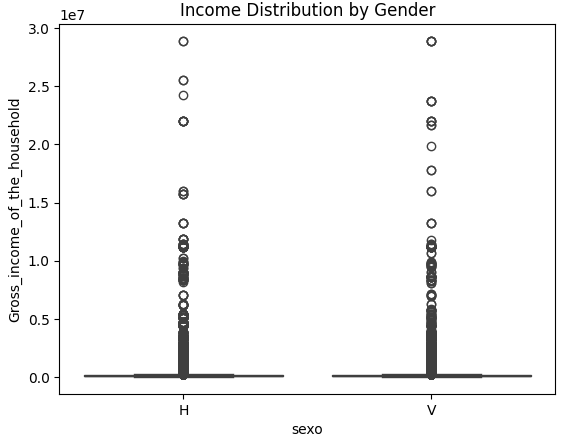 Income Distribution by Gender
1e7
3.0
2.5
2.0
1.5
1.0
0.5
0.0
Gross_income_of_the_household
H V
sexo